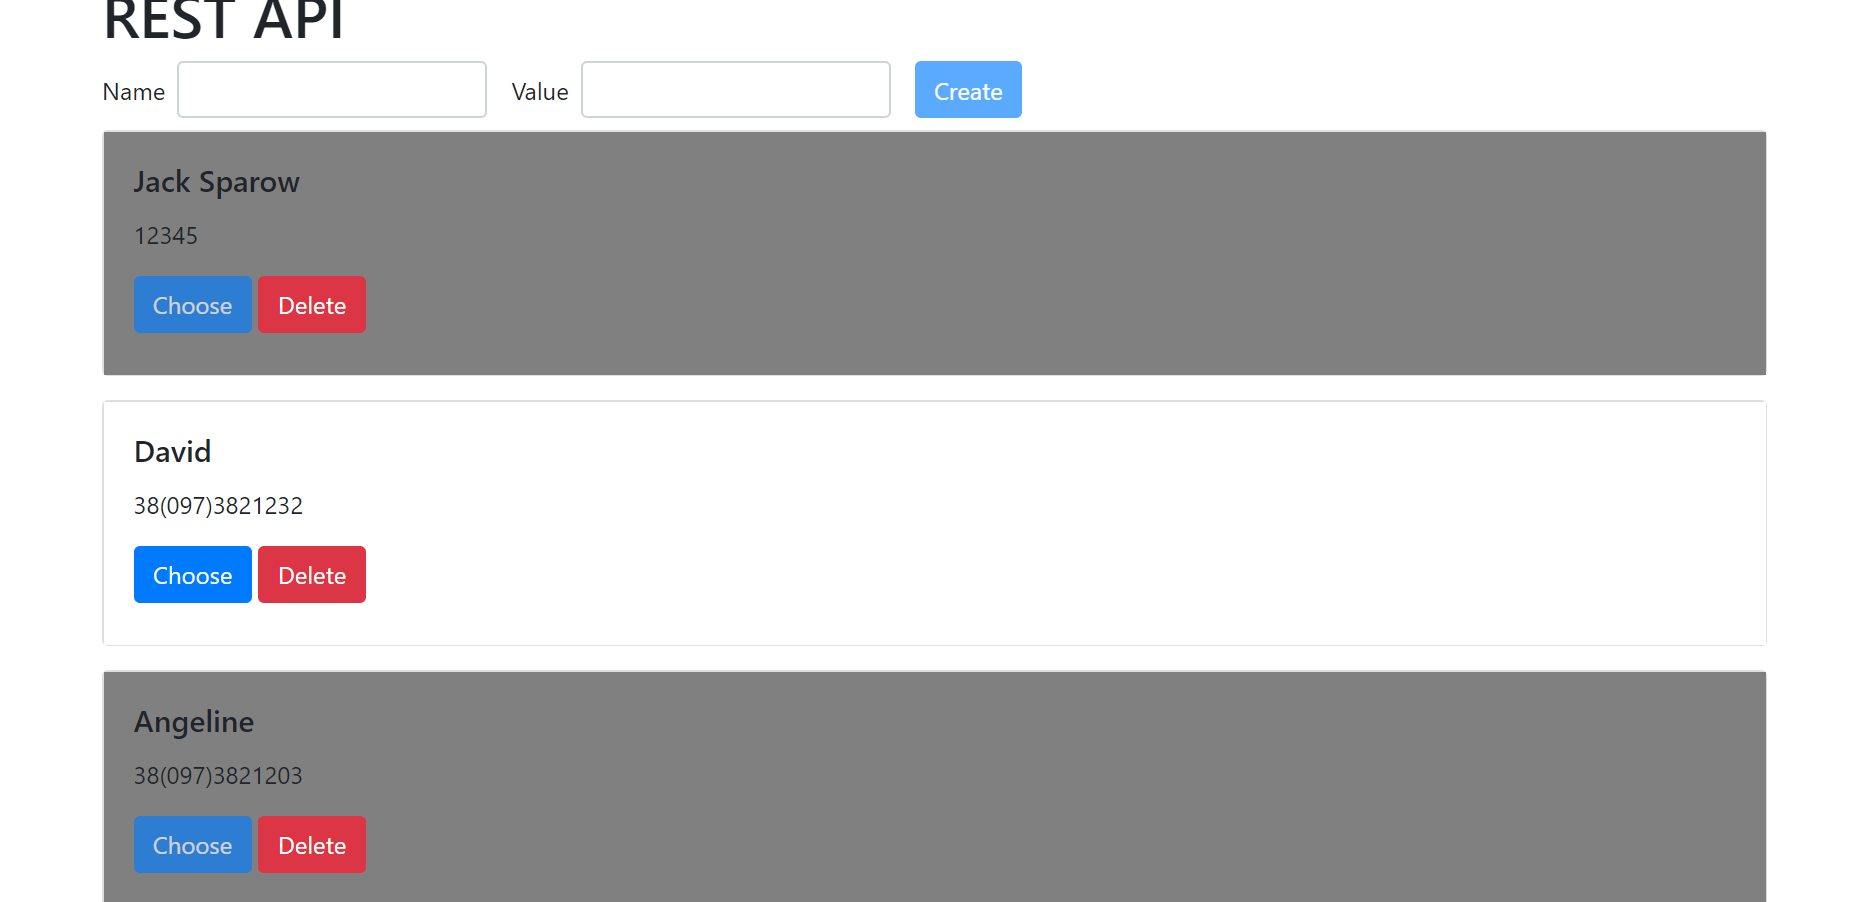 REST API
Name Value Create
Jack Sparow
12345
Choose Delete
David
38(097)3821232
Choose Delete
Angeline
38(097)3821203
Choose Delete